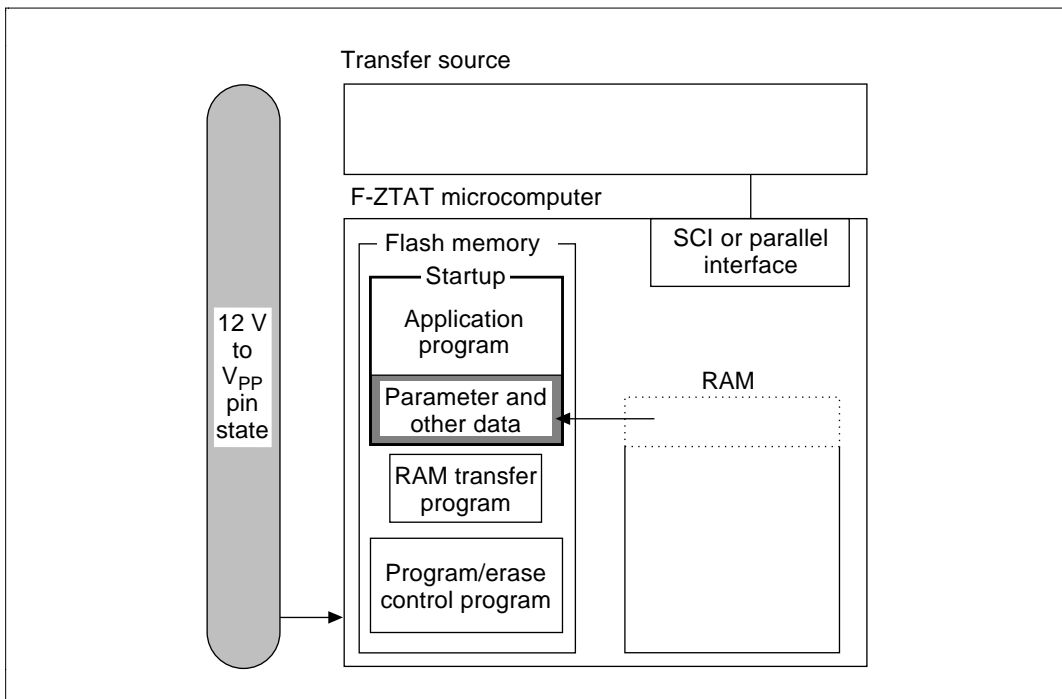 Transfer source
F-ZTAT microcomputer
SCI or parallel
interface
Flash memory
Startup
Application
program
12 V
to
VPP
pin
state
Parameter and
other data
RAM
RAM transfer
program
Program/erase
control program